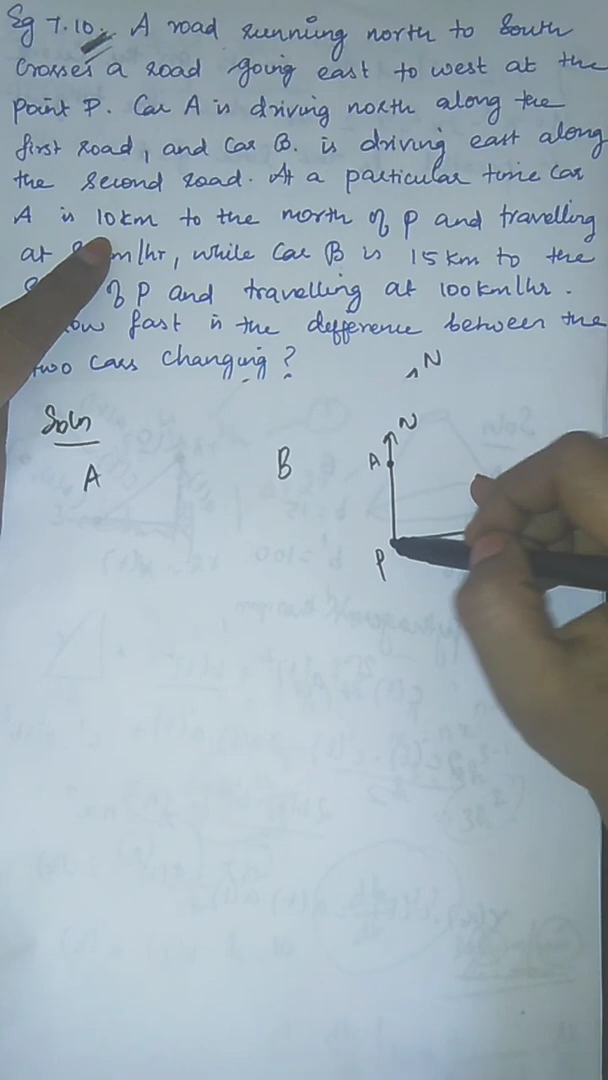 Eg 7.10. A road running north to South
Crosses a road going east to west at the
point P. Car A is driving north along the
first road, and Car B. is driving east along
the second road. At a particular time car
A is 10km to the north of P and travelling
at m/hr, while Car B is 15 km to the
of P and travelling at 100km/hr.
fast is the difference between the
two cars changing?
N
Soln
N
A
B
A
P